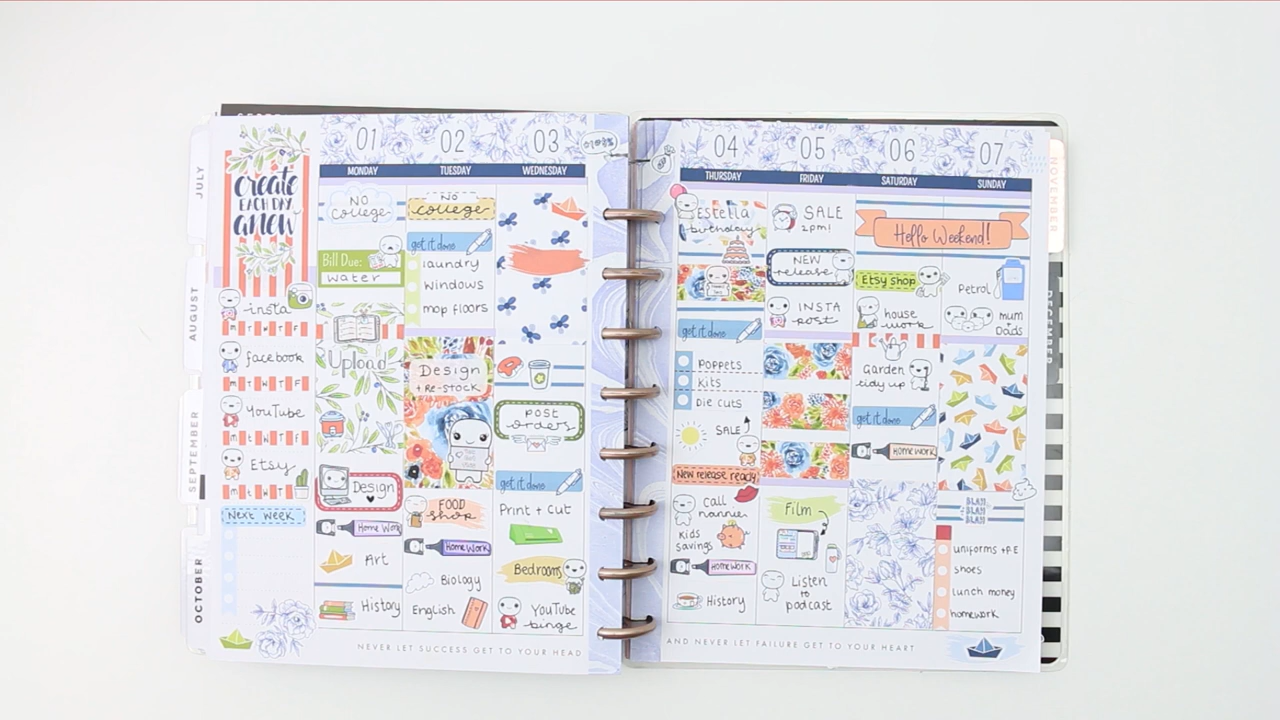 create
EACH DAY
anew
insta
M T W T F
facebook
M T W T F
YouTube
M T W T F
Etsy
M T W T F
Next week
JULY
AUGUST
SEPTEMBER
OCTOBER
01
MONDAY
NO
College
Bill Due:
water
Upload
Design
Home Work
Art
History
02
TUESDAY
NO
college
get it done
laundry
windows
mop floors
Design
+ Re-stock
FOOD
shop
Home Work
Biology
English
03
WEDNESDAY
POST
orders
get it done
Print + Cut
Bedrooms
YouTube
binge
NEVER LET SUCCESS GET TO YOUR HEAD
04
THURSDAY
Estella
birthday
get it done
Poppets
Kits
Die cuts
SALE
New release ready
Call
nannie
Kids
savings
HOMEWORK
History
05
FRIDAY
SALE
2pm!
NEW
release
INSTA
post
Film
Listen
to
podcast
06
SATURDAY
Hello Weekend!
Etsy shop
house
work
Garden
tidy up
get it done
HOMEWORK
07
SUNDAY
Petrol
mum
Dads
BLAH
BLAH
BLAH
uniforms + P.E
shoes
lunch money
homework
AND NEVER LET FAILURE GET TO YOUR HEART
NOVEMBER
DECEMBER